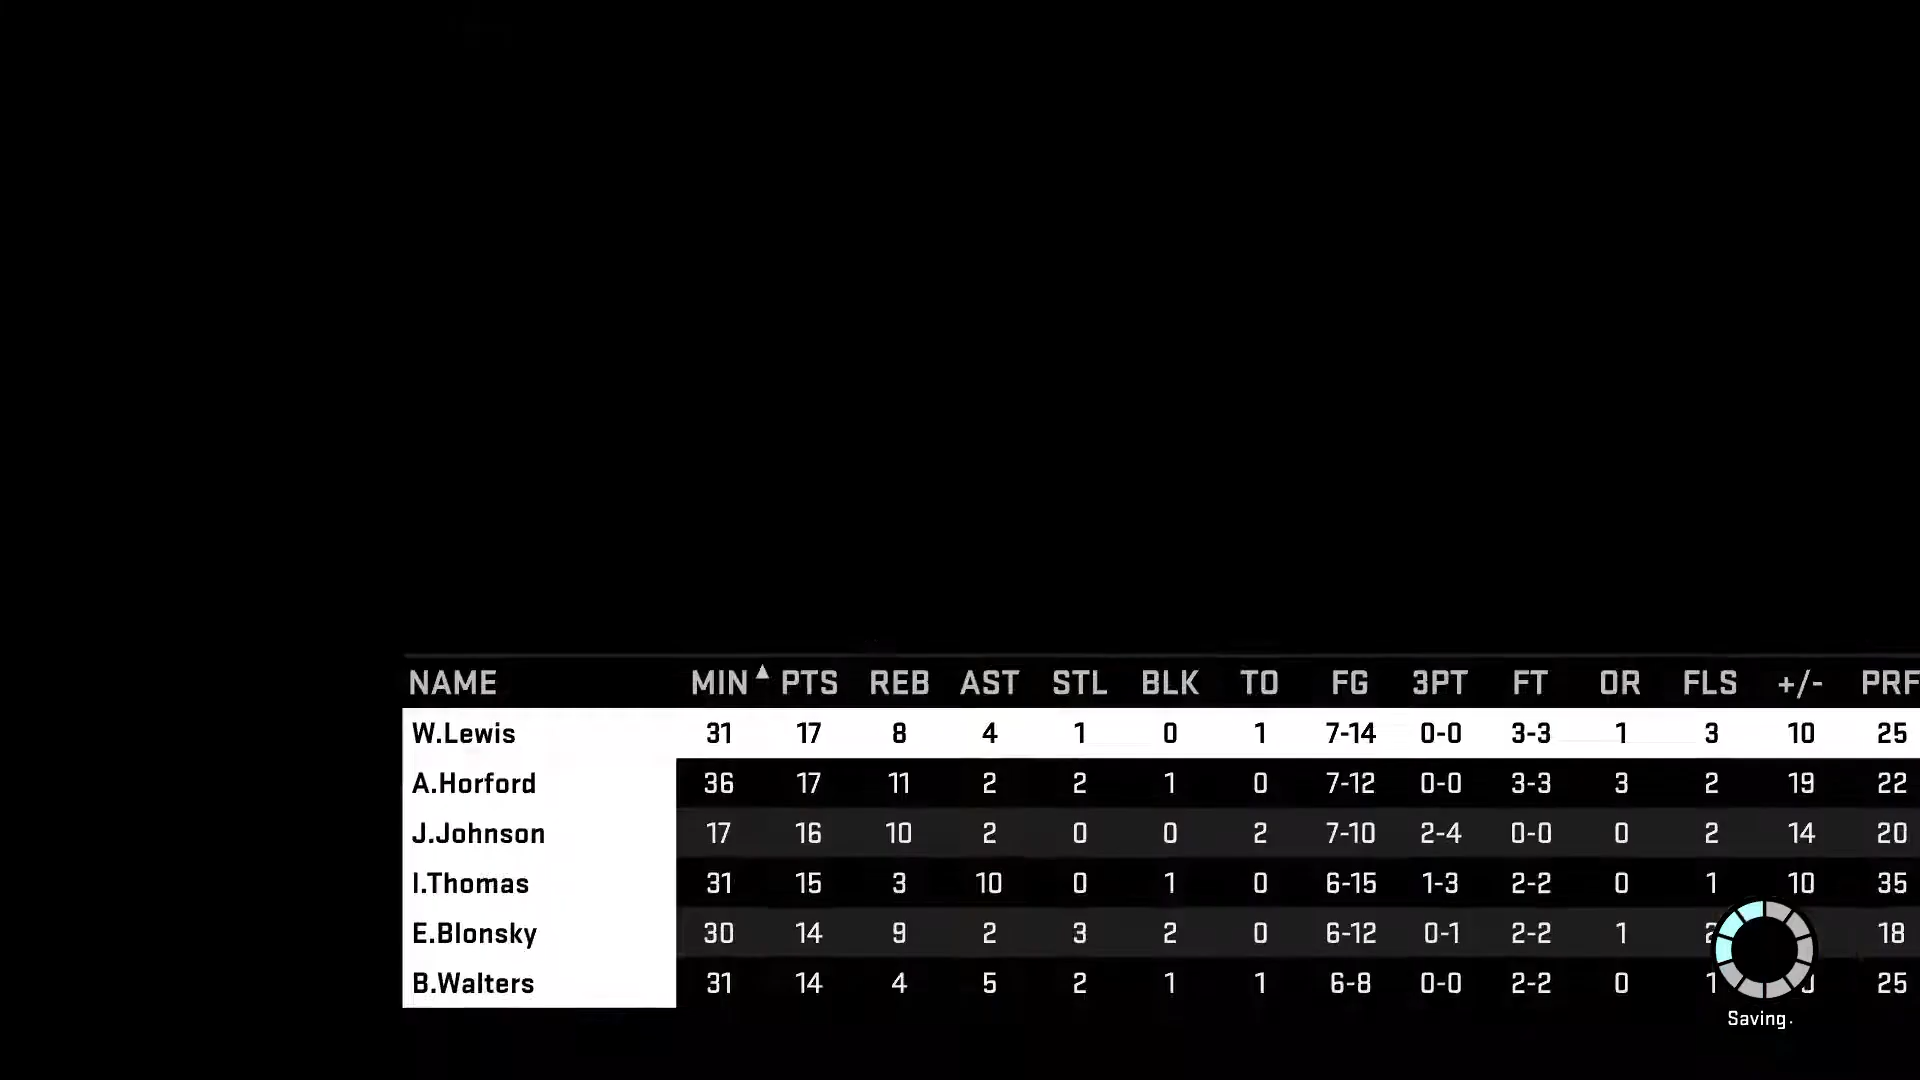 NAME MIN ▲ PTS REB AST STL BLK TO FG 3PT FT OR FLS +/- PRF
W.Lewis 31 17 8 4 1 0 1 7-14 0-0 3-3 1 3 10 25
A.Horford 36 17 11 2 2 1 0 7-12 0-0 3-3 3 2 19 22
J.Johnson 17 16 10 2 0 0 2 7-10 2-4 0-0 0 2 14 20
I.Thomas 31 15 3 10 0 1 0 6-15 1-3 2-2 0 1 10 35
E.Blonsky 30 14 9 2 3 2 0 6-12 0-1 2-2 1 18
B.Walters 31 14 4 5 2 1 1 6-8 0-0 2-2 0 1 25
Saving.